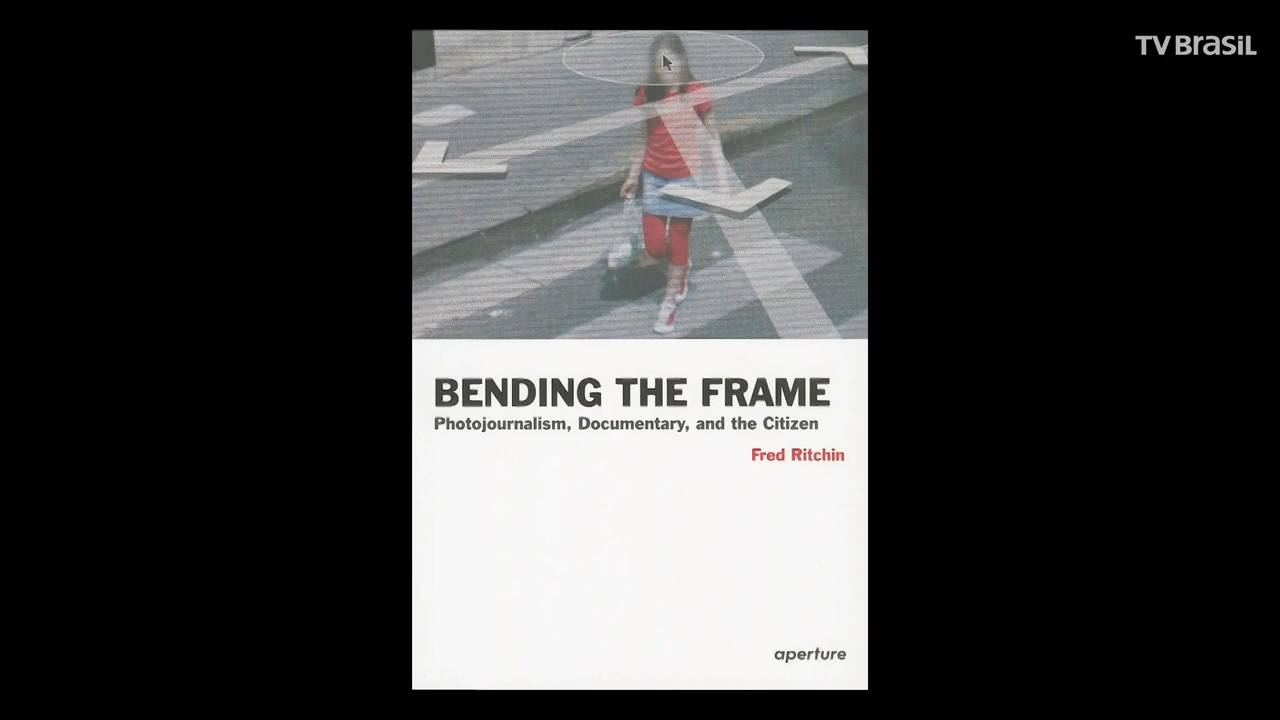 TV BRASIL
BENDING THE FRAME
Photojournalism, Documentary, and the Citizen
Fred Ritchin
aperture